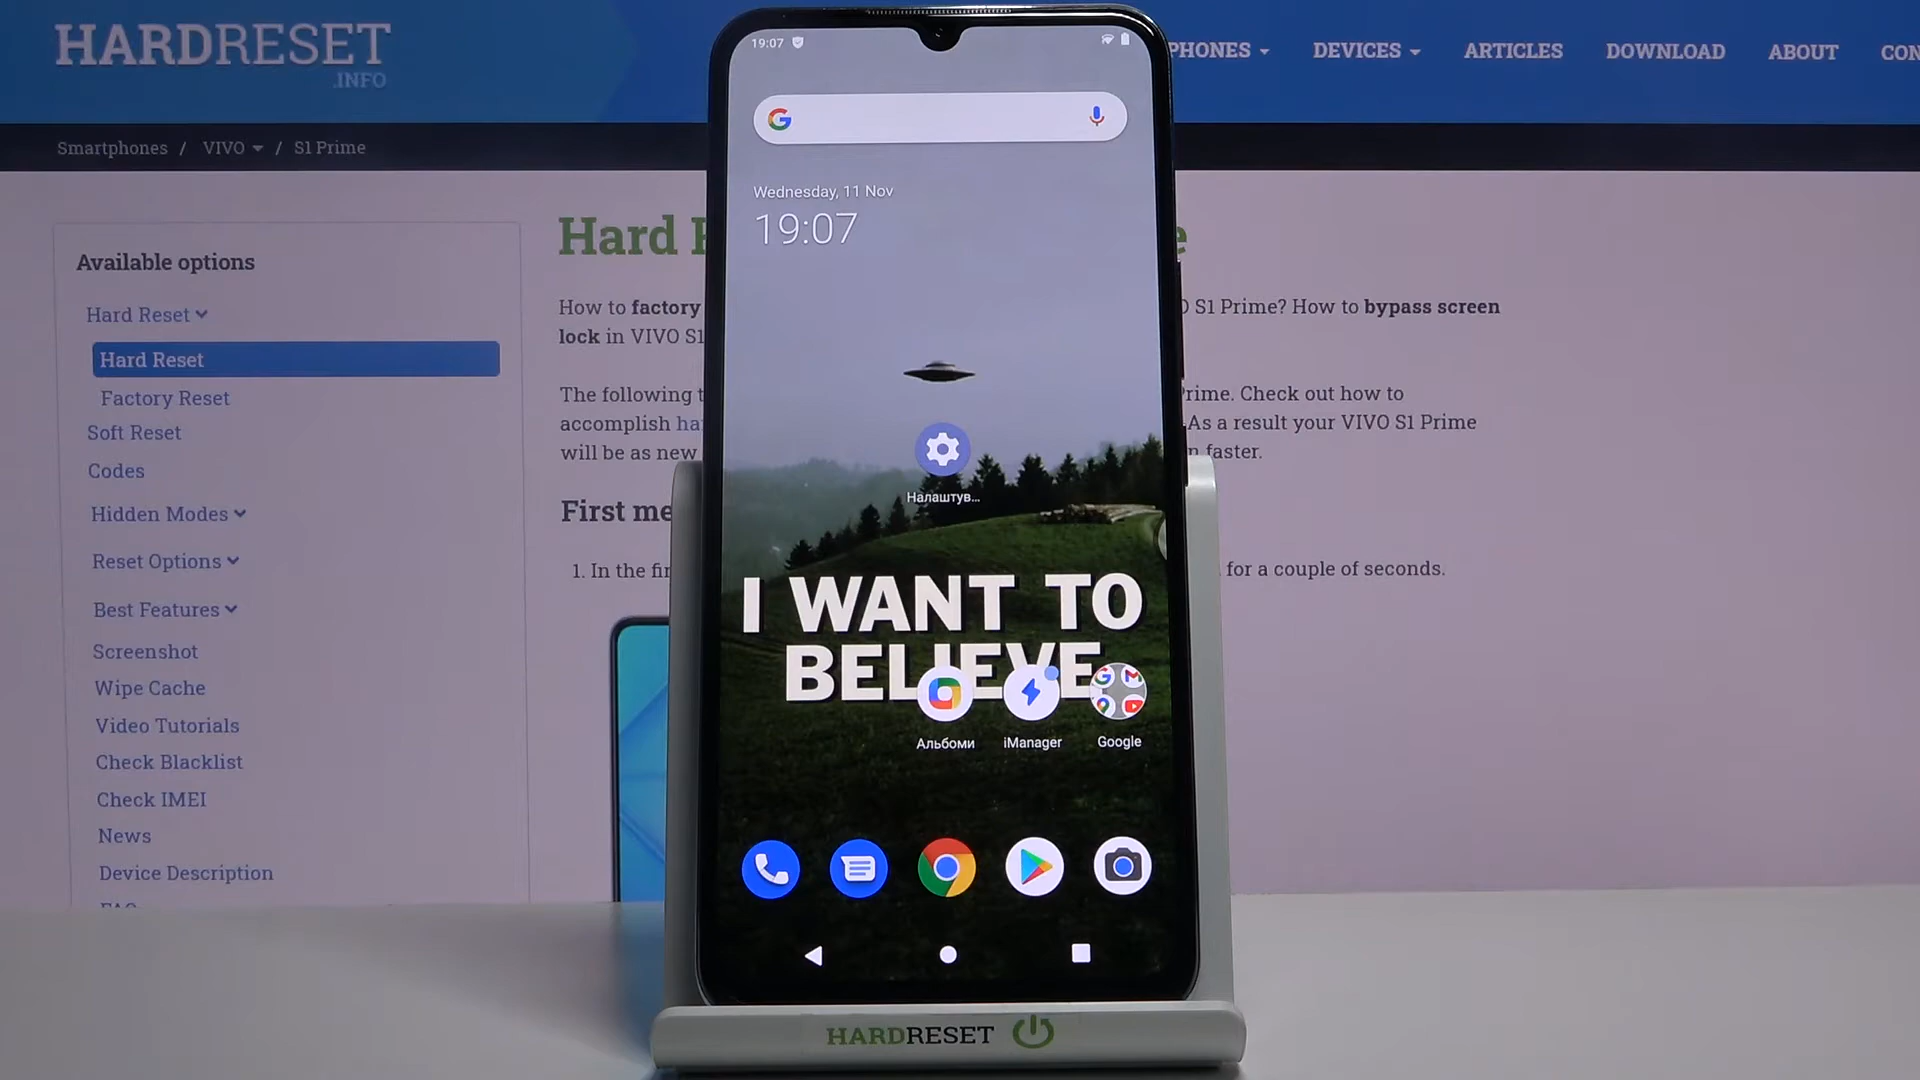 HARDRESET
.INFO
PHONES
DEVICES
ARTICLES
DOWNLOAD
ABOUT
CON
Smartphones / VIVO / S1 Prime
Available options
Hard Reset
Hard Reset
Factory Reset
Soft Reset
Codes
Hidden Modes
Reset Options
Best Features
Screenshot
Wipe Cache
Video Tutorials
Check Blacklist
Check IMEI
News
Device Description
FAQ
Hard
How to factory
S1 Prime? How to bypass screen
lock in VIVO S1
The following
Prime. Check out how to
accomplish
As a result your VIVO S1 Prime
will be as new
faster.
First
1. In the
for a couple of seconds.
19:07
Wednesday, 11 Nov
19:07
Налаштув...
I WANT TO
BELIEVE
Альбоми
iManager
Google
HARDRESET